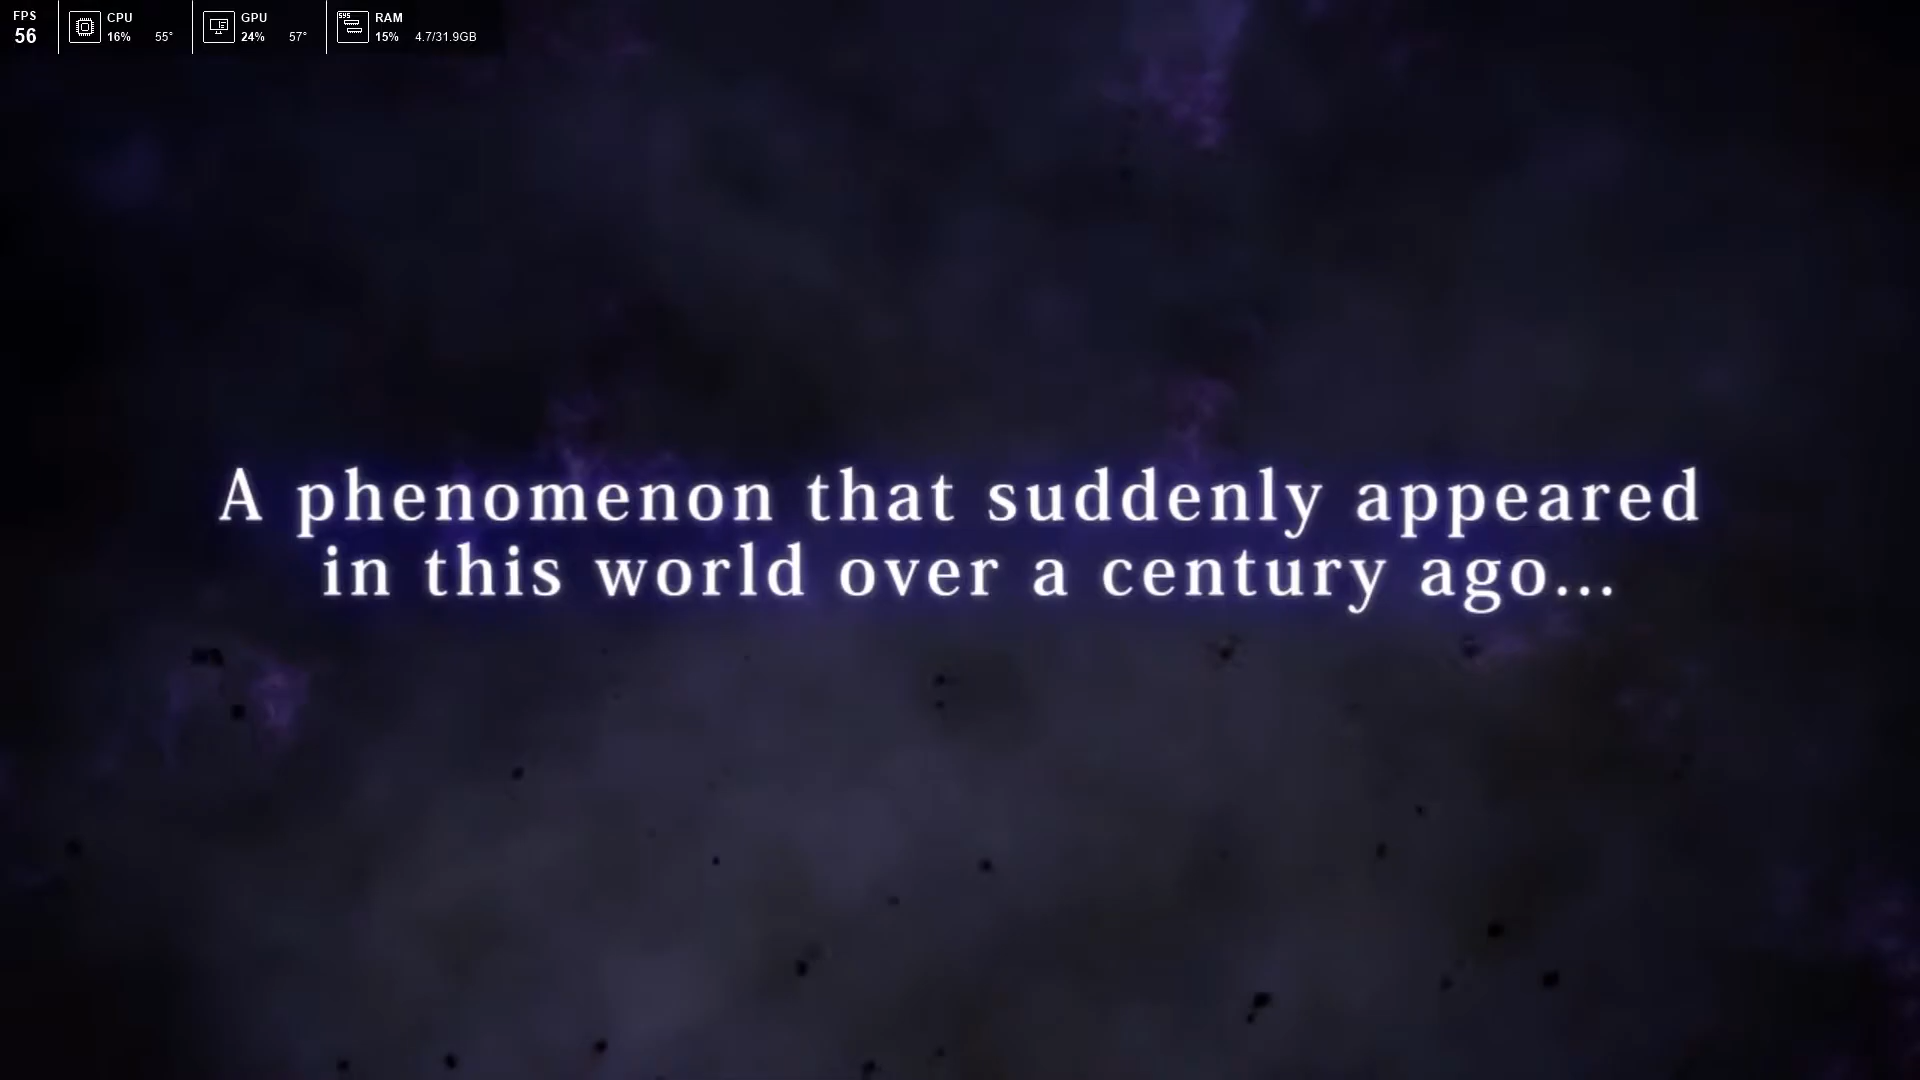 FPS
56
CPU
16% 55°
GPU
24% 57°
SYS
RAM
15% 4.7/31.9GB
A phenomenon that suddenly appeared
in this world over a century ago...